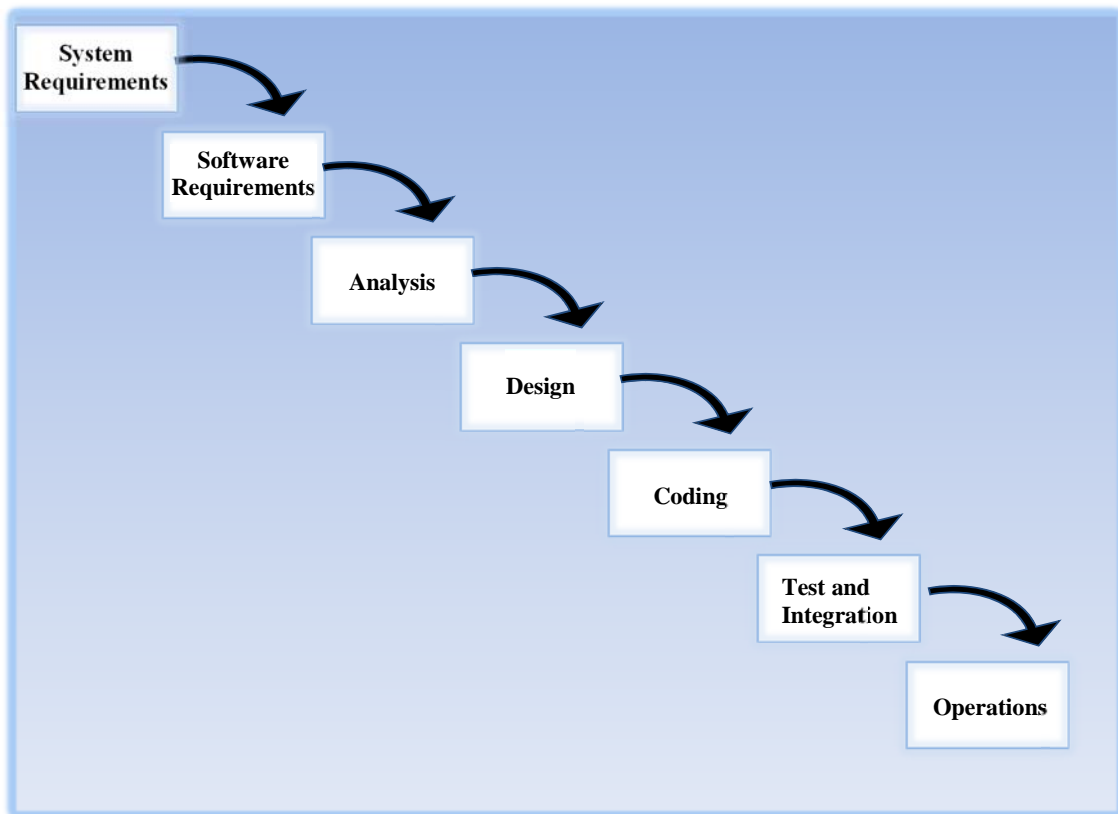 System
Requirements
Software
Requirements
Analysis
Design
Coding
Test and
Integration
Operations